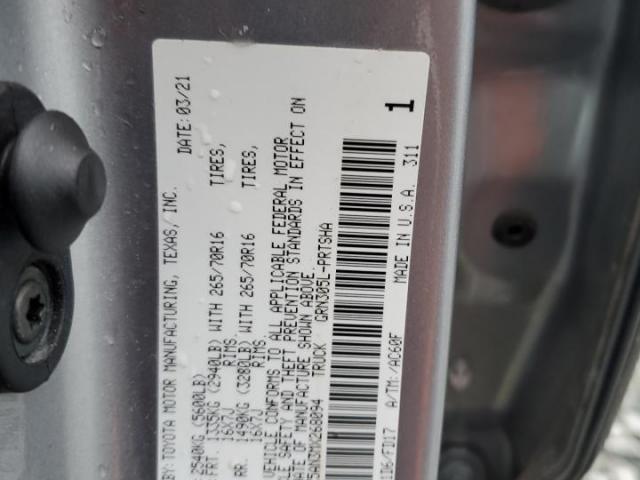 BY: TOYOTA MOTOR MANUFACTURING, TEXAS, INC. DATE: 03/21
2540KG (5600LB)
FRT. 1335KG (2940LB) WITH 265/70R16 TIRES,
16X7J RIMS.
RR. 1490KG (3280LB) WITH 265/70R16 TIRES,
16X7J RIMS.
VEHICLE CONFORMS TO ALL APPLICABLE FEDERAL MOTOR
SAFETY AND THEFT PREVENTION STANDARDS IN EFFECT ON
OF MANUFACTURE SHOWN ABOVE.
5AN3MX268094 TRUCK GRN305L-PRTSHA
1D6/FD17 A/TM:/AC60F MADE IN U.S.A. 311
1